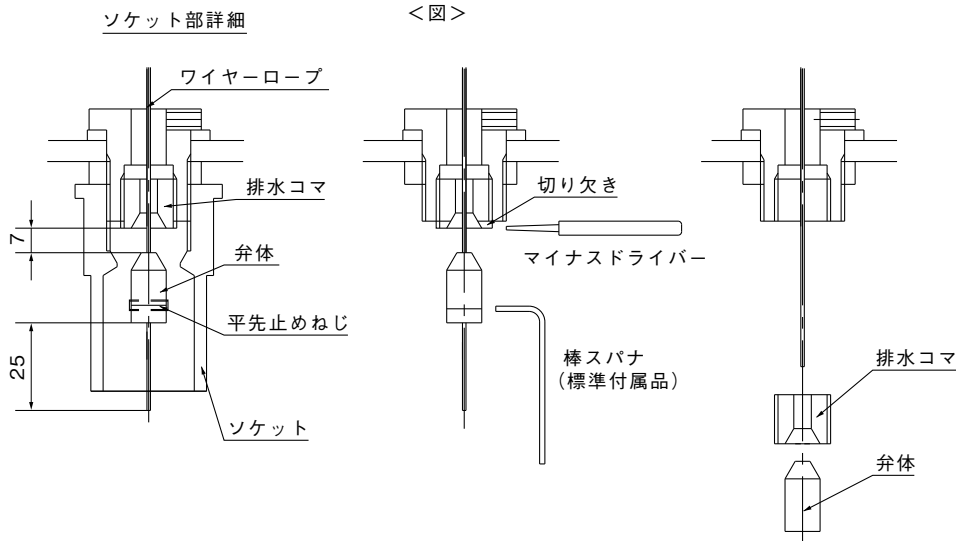 ソケット部詳細
<図>
ワイヤーロープ
排水コマ
7
弁体
平先止めねじ
25
ソケット
切り欠き
マイナスドライバー
棒スパナ
(標準付属品)
排水コマ
弁体